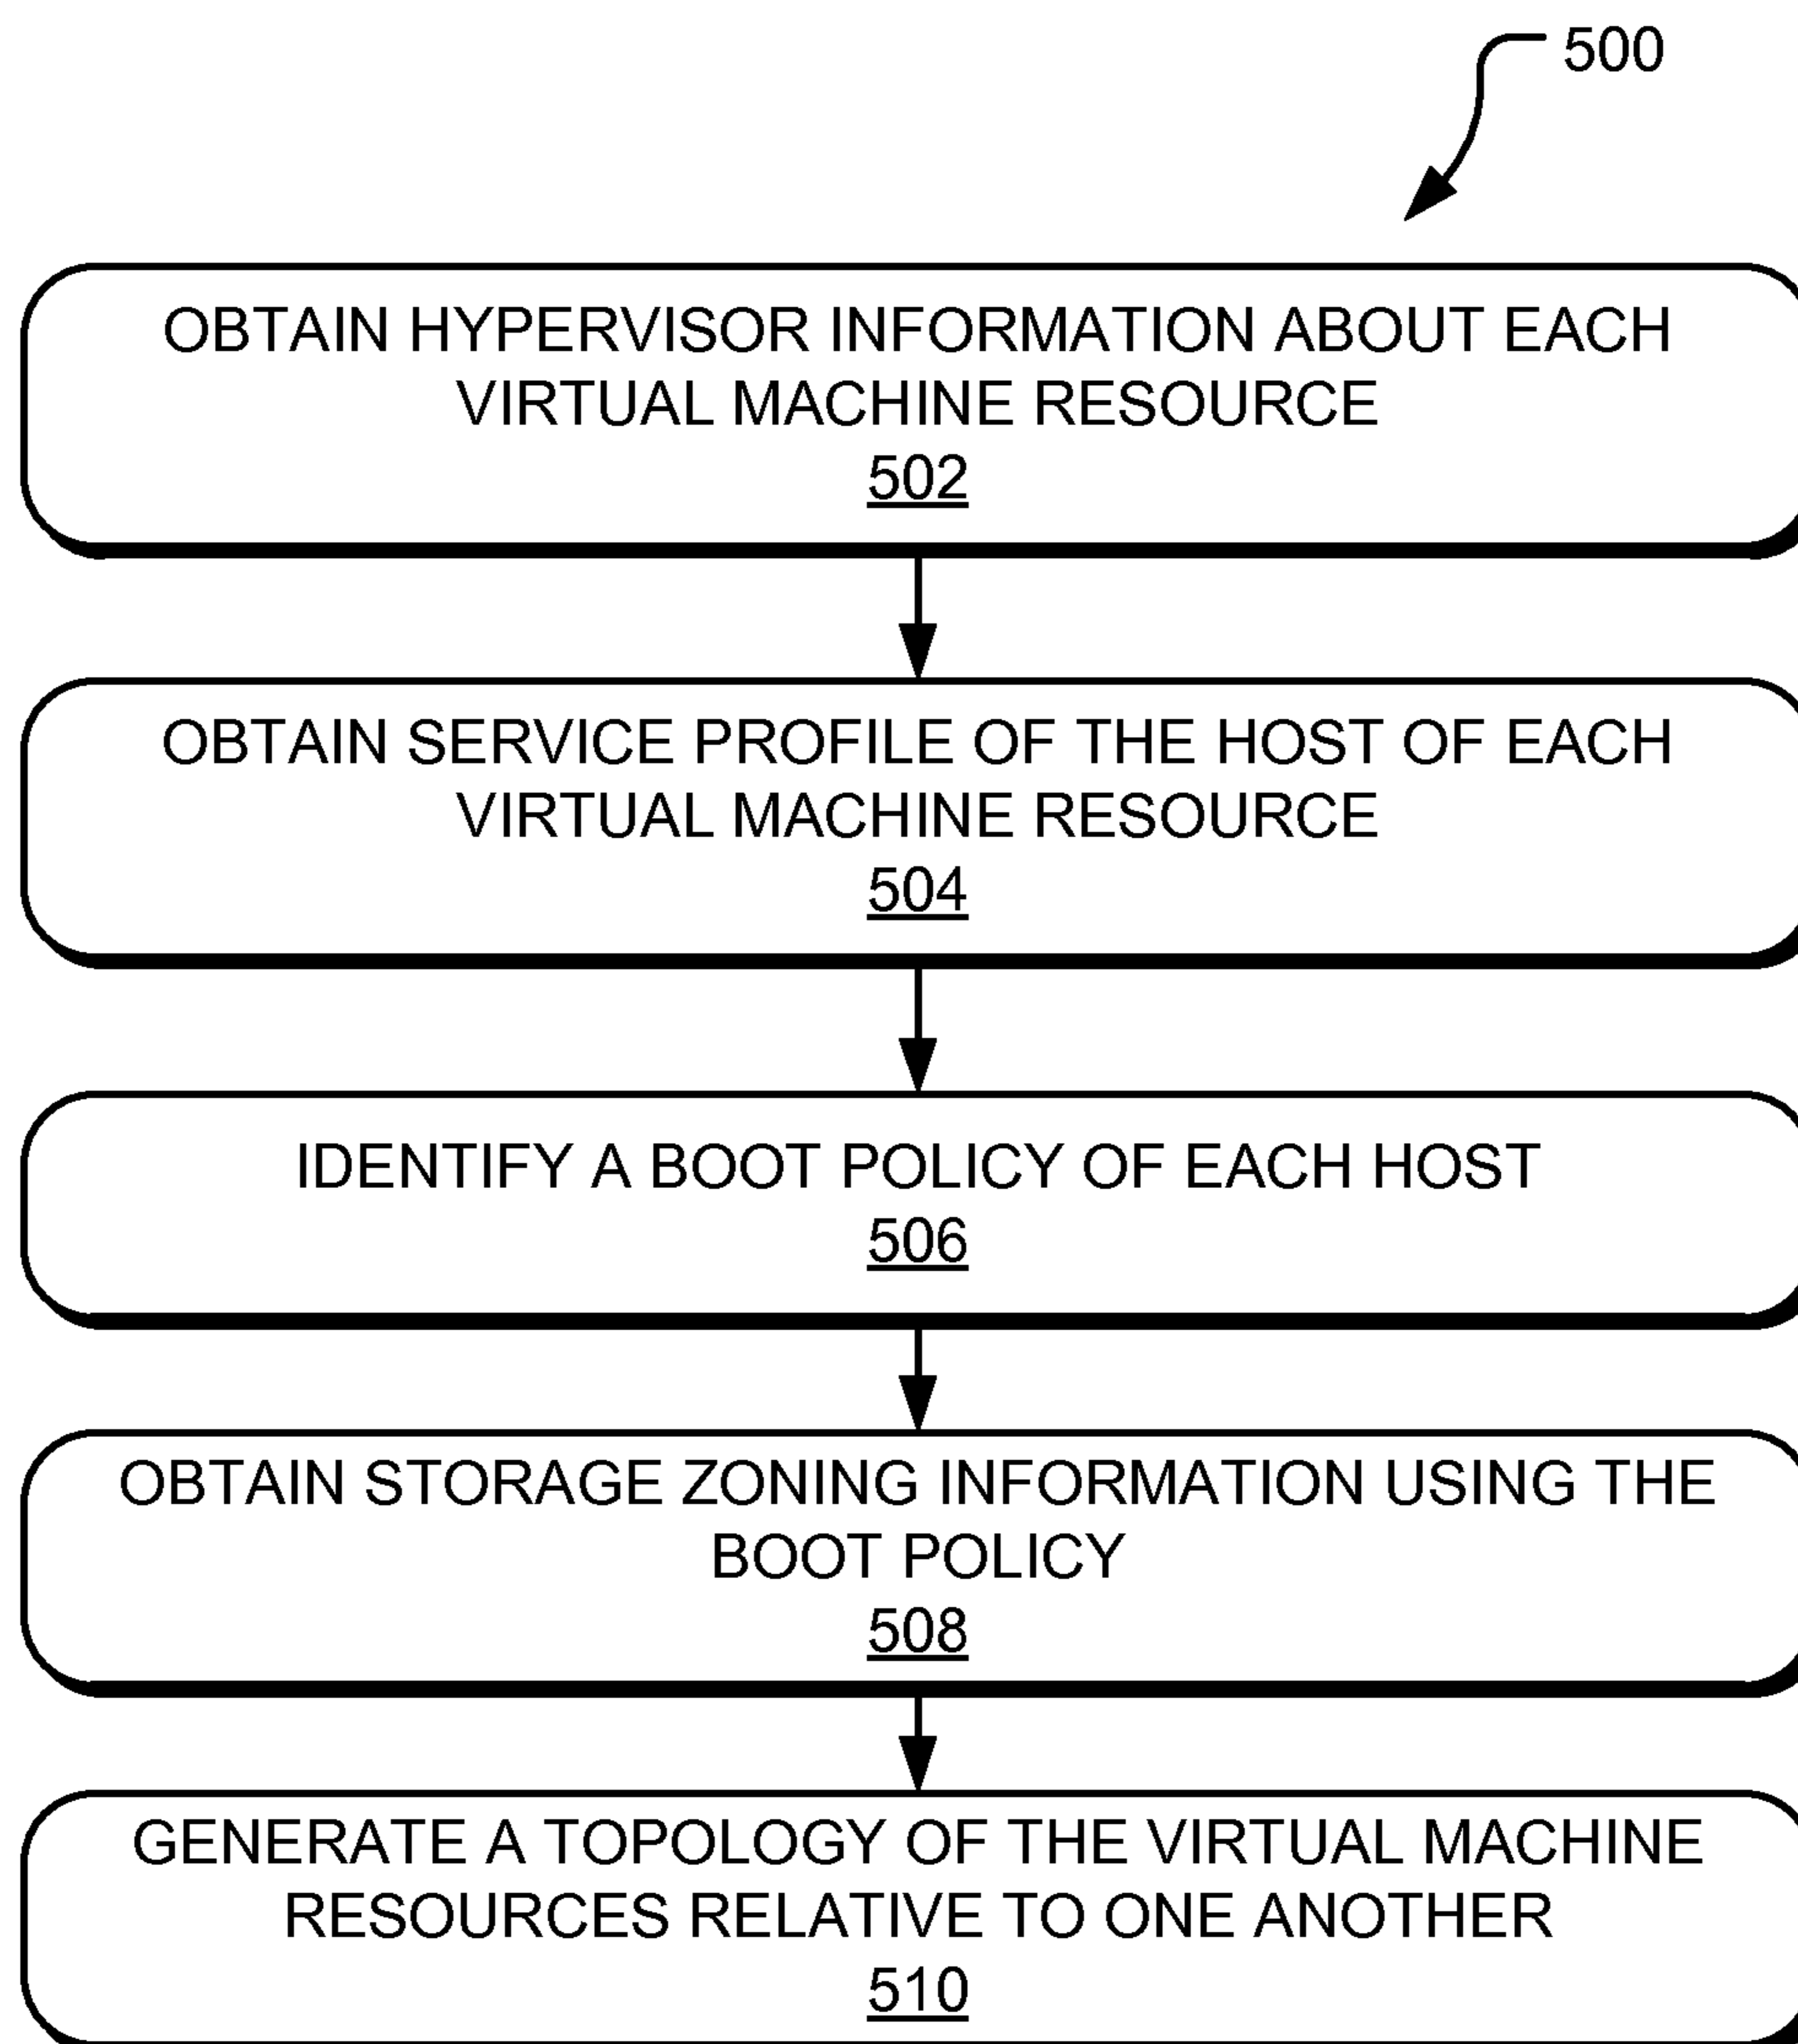 500
OBTAIN HYPERVISOR INFORMATION ABOUT EACH
VIRTUAL MACHINE RESOURCE
502
OBTAIN SERVICE PROFILE OF THE HOST OF EACH
VIRTUAL MACHINE RESOURCE
504
IDENTIFY A BOOT POLICY OF EACH HOST
506
OBTAIN STORAGE ZONING INFORMATION USING THE
BOOT POLICY
508
GENERATE A TOPOLOGY OF THE VIRTUAL MACHINE
RESOURCES RELATIVE TO ONE ANOTHER
510